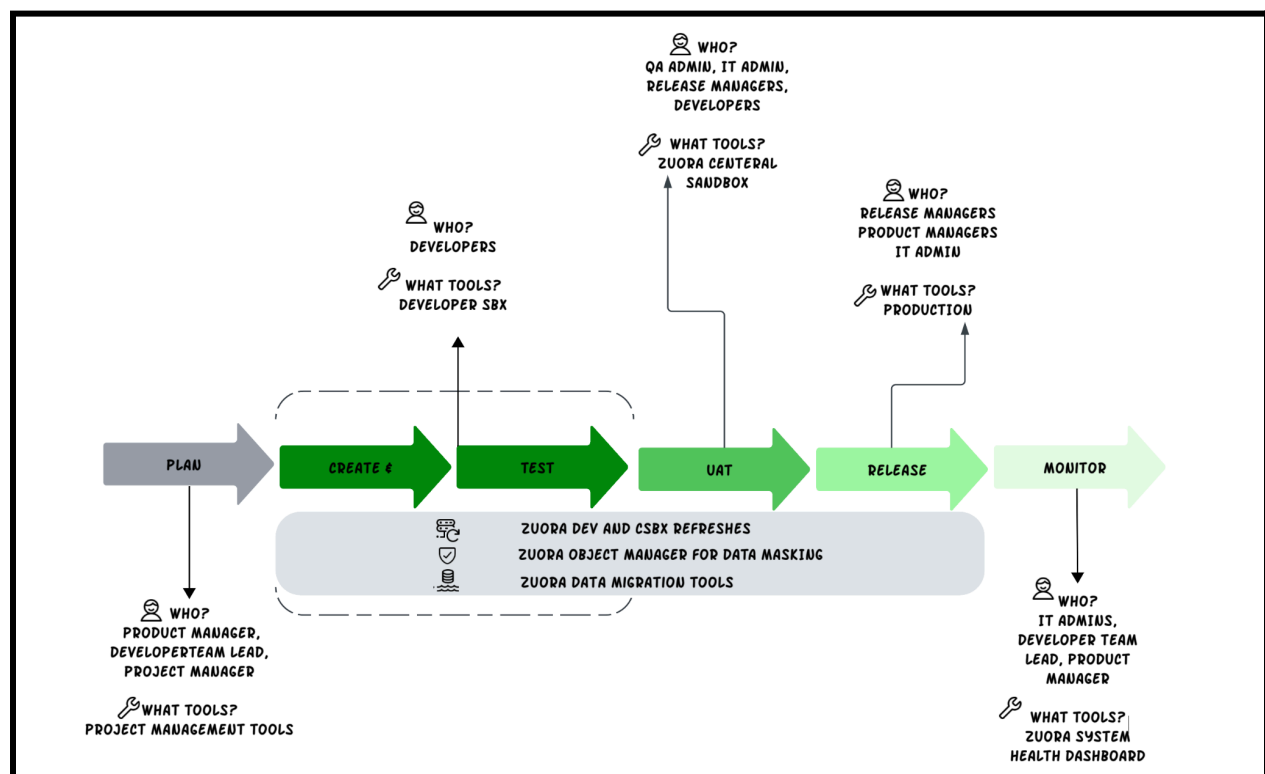 WHO?
QA ADMIN, IT ADMIN,
RELEASE MANAGERS,
DEVELOPERS
WHAT TOOLS?
ZUORA CENTERAL
SANDBOX
WHO?
RELEASE MANAGERS
PRODUCT MANAGERS
IT ADMIN
WHAT TOOLS?
PRODUCTION
WHO?
DEVELOPERS
WHAT TOOLS?
DEVELOPER SBX
PLAN
CREATE &
TEST
UAT
RELEASE
MONITOR
ZUORA DEV AND CSBX REFRESHES
ZUORA OBJECT MANAGER FOR DATA MASKING
ZUORA DATA MIGRATION TOOLS
WHO?
PRODUCT MANAGER,
DEVELOPERTEAM LEAD,
PROJECT MANAGER
WHAT TOOLS?
PROJECT MANAGEMENT TOOLS
WHO?
IT ADMINS,
DEVELOPER TEAM
LEAD, PRODUCT
MANAGER
WHAT TOOLS?
ZUORA SYSTEM
HEALTH DASHBOARD